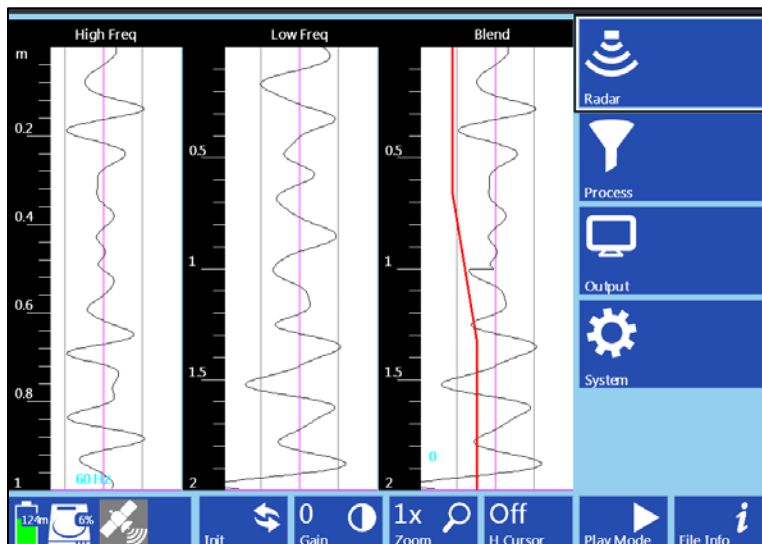 High Freq
Low Freq
Blend
m
0.2
0.4
0.6
0.8
1
60 Hz
0.5
1
1.5
2
0.5
1
1.5
2
0
Radar
Process
Output
System
124m
6%
Init
0
Gain
1x
Zoom
Off
H Cursor
Play Mode
i
File Info